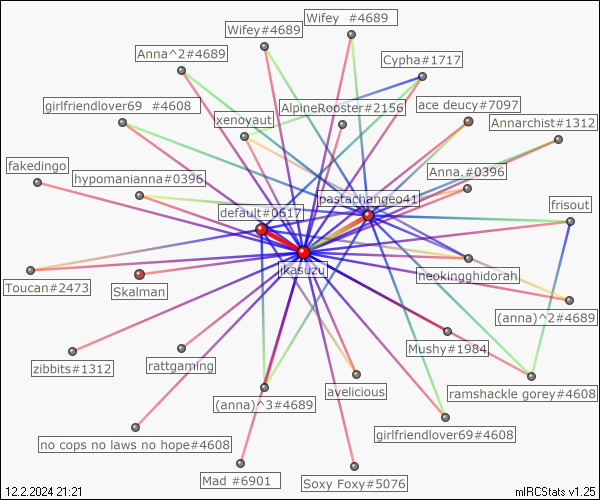 Wifey #4689
Wifey#4689
Anna^2#4689
Cypha#1717
girlfriendlover69 #4608
AlpineRooster#2156
ace deucy#7097
xenoyaut
Annarchist#1312
fakedingo
hypomanianna#0396
Anna.#0396
pastachangeo41
default#0617
frisout
ikasuzu
neokingghidorah
Toucan#2473
Skalman
(anna)^2#4689
Mushy#1984
zibbits#1312
rattgaming
avelicious
ramshackle gorey#4608
(anna)^3#4689
girlfriendlover69#4608
no cops no laws no hope#4608
Mad #6901
Soxy Foxy#5076
12.2.2024 21:21
mIRCStats v1.25